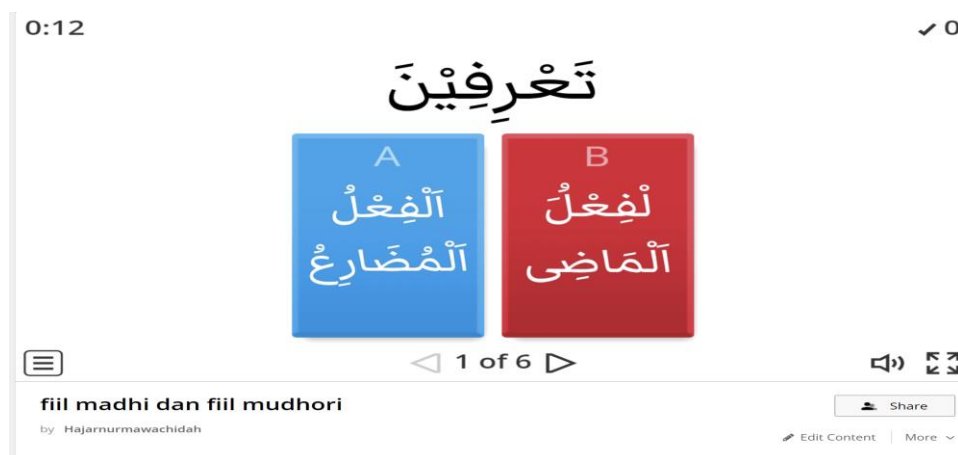 0:12
✓ 0
تَعْرِفِيْنَ
A
اَلْفِعْلُ
اَلْمُضَارِعُ
B
لْفِعْلُ
اَلْمَاضِى
1 of 6
fiil madhi dan fiil mudhori
by Hajarnurmawachidah
Share
Edit Content
More